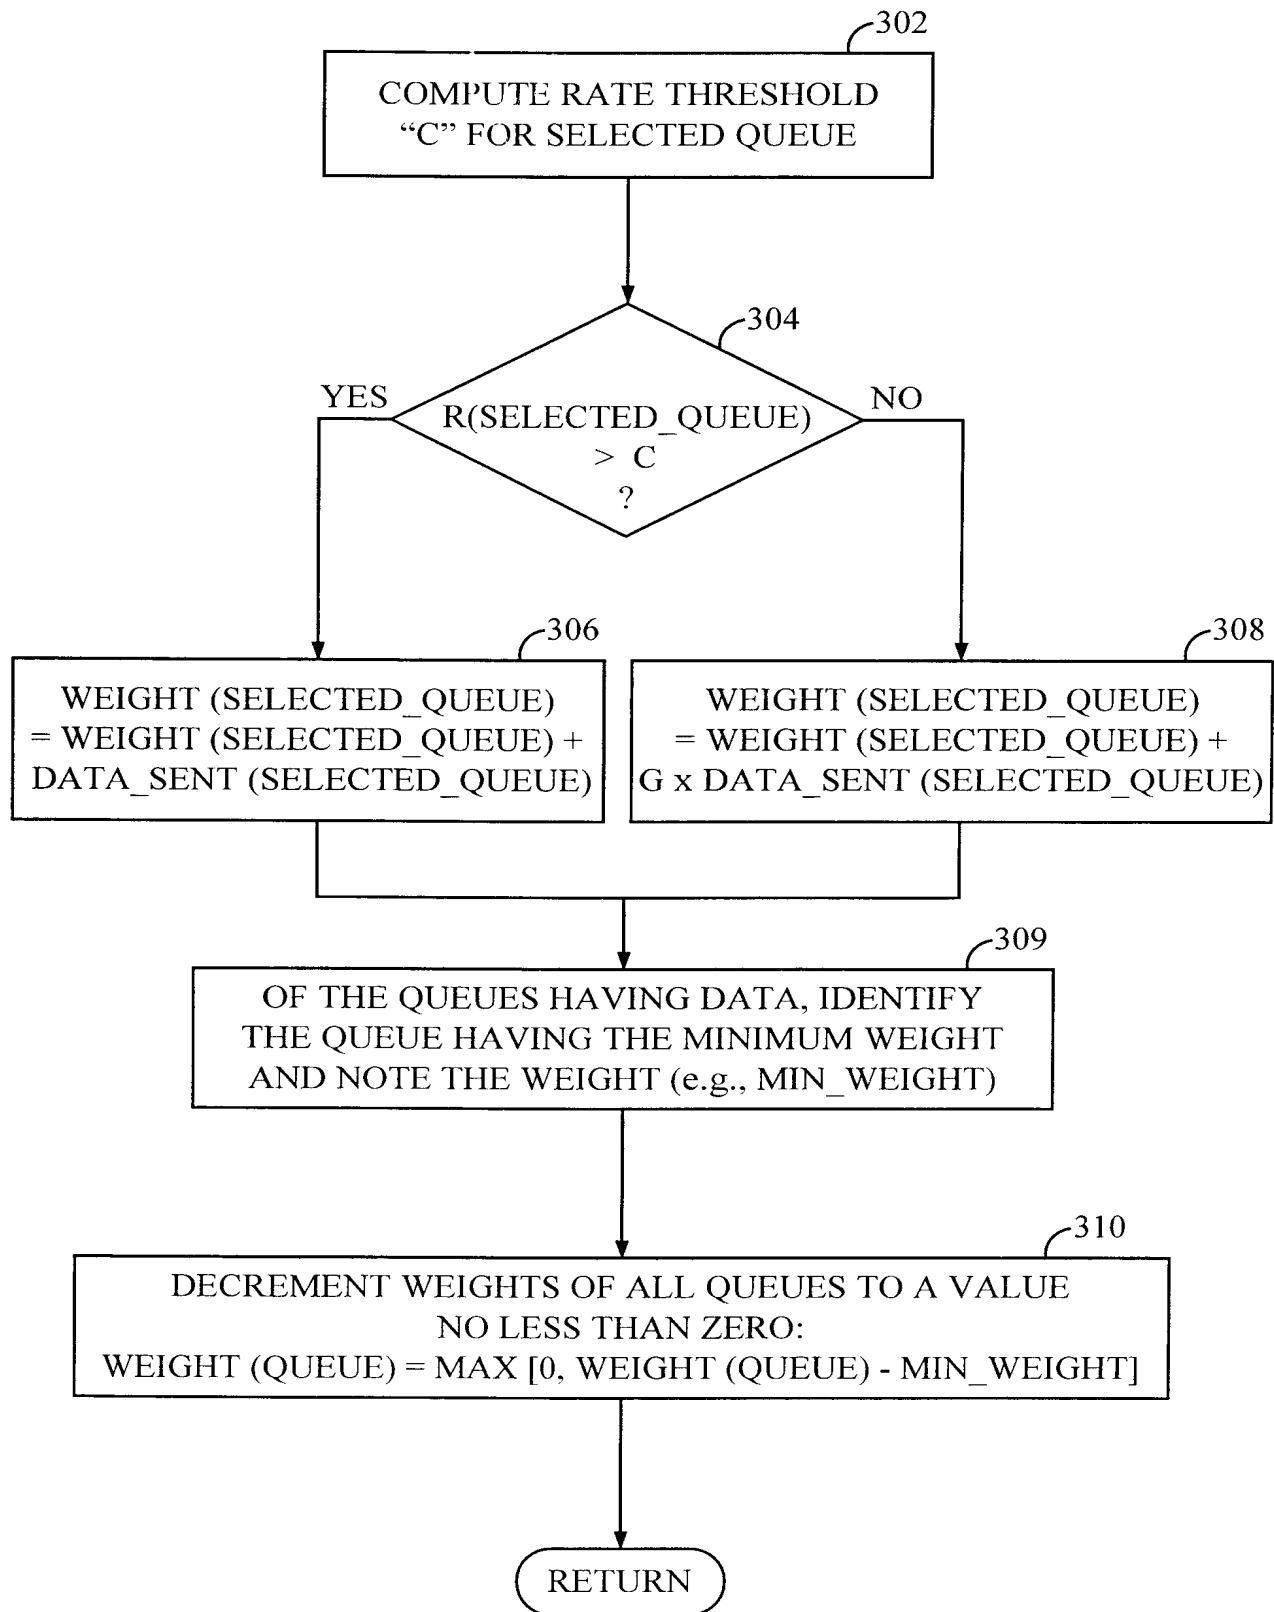 302
COMPUTE RATE THRESHOLD
“C” FOR SELECTED QUEUE
304
YES
NO
R(SELECTED_QUEUE)
> C
?
306
WEIGHT (SELECTED_QUEUE)
= WEIGHT (SELECTED_QUEUE) +
DATA_SENT (SELECTED_QUEUE)
308
WEIGHT (SELECTED_QUEUE)
= WEIGHT (SELECTED_QUEUE) +
G x DATA_SENT (SELECTED_QUEUE)
309
OF THE QUEUES HAVING DATA, IDENTIFY
THE QUEUE HAVING THE MINIMUM WEIGHT
AND NOTE THE WEIGHT (e.g., MIN_WEIGHT)
310
DECREMENT WEIGHTS OF ALL QUEUES TO A VALUE
NO LESS THAN ZERO:
WEIGHT (QUEUE) = MAX [0, WEIGHT (QUEUE) - MIN_WEIGHT]
RETURN